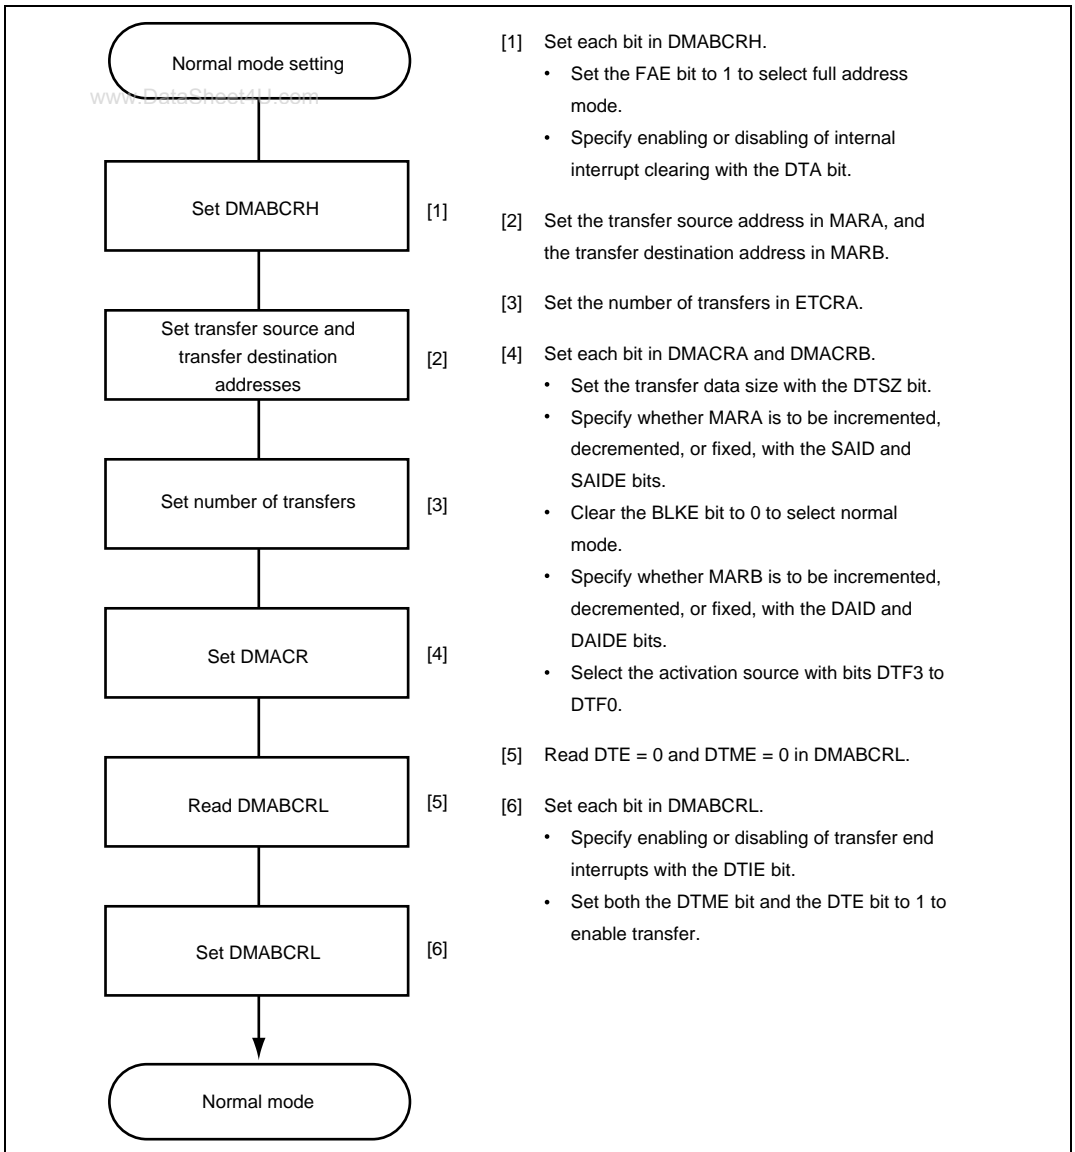 Normal mode setting
www.DataSheet4U.com
Set DMABCRH
[1]
Set transfer source and
transfer destination
addresses
[2]
Set number of transfers
[3]
Set DMACR
[4]
Read DMABCRL
[5]
Set DMABCRL
[6]
Normal mode
[1] Set each bit in DMABCRH.
• Set the FAE bit to 1 to select full address
mode.
• Specify enabling or disabling of internal
interrupt clearing with the DTA bit.
[2] Set the transfer source address in MARA, and
the transfer destination address in MARB.
[3] Set the number of transfers in ETCRA.
[4] Set each bit in DMACRA and DMACRB.
• Set the transfer data size with the DTSZ bit.
• Specify whether MARA is to be incremented,
decremented, or fixed, with the SAID and
SAIDE bits.
• Clear the BLKE bit to 0 to select normal
mode.
• Specify whether MARB is to be incremented,
decremented, or fixed, with the DAID and
DAIDE bits.
• Select the activation source with bits DTF3 to
DTF0.
[5] Read DTE = 0 and DTME = 0 in DMABCRL.
[6] Set each bit in DMABCRL.
• Specify enabling or disabling of transfer end
interrupts with the DTIE bit.
• Set both the DTME bit and the DTE bit to 1 to
enable transfer.